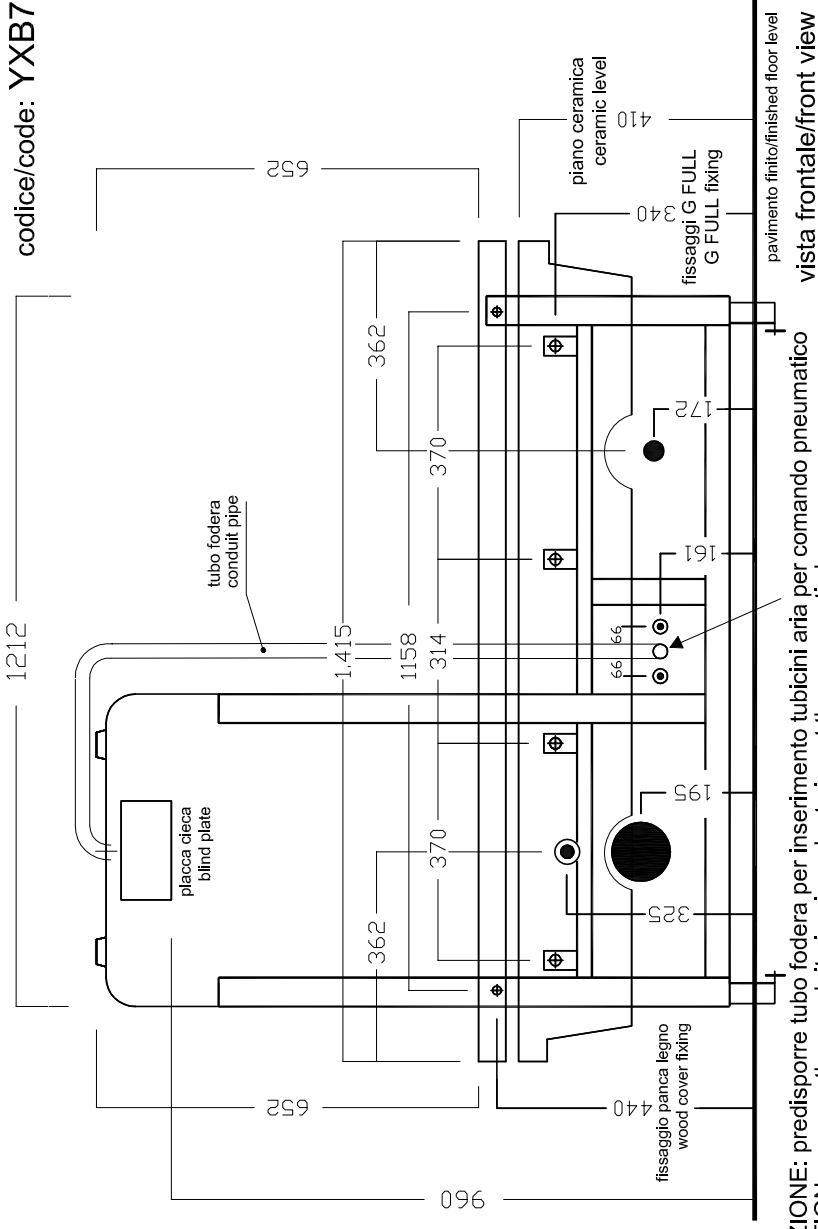 codice/code: YXB7
1212
652
652
tubo fodera
conduit pipe
placca cieca
blind plate
1.415
362
362
1158
370
314
370
piano ceramica
ceramic level
410
340
fissaggi G FULL
G FULL fixing
172
161
66
66
195
325
440
fissaggio panca legno
wood cover fixing
960
pavimento finito/finished floor level
vista frontale/front view
ZIONE: predisporre tubo fodera per inserimento tubicini aria per comando pneumatico